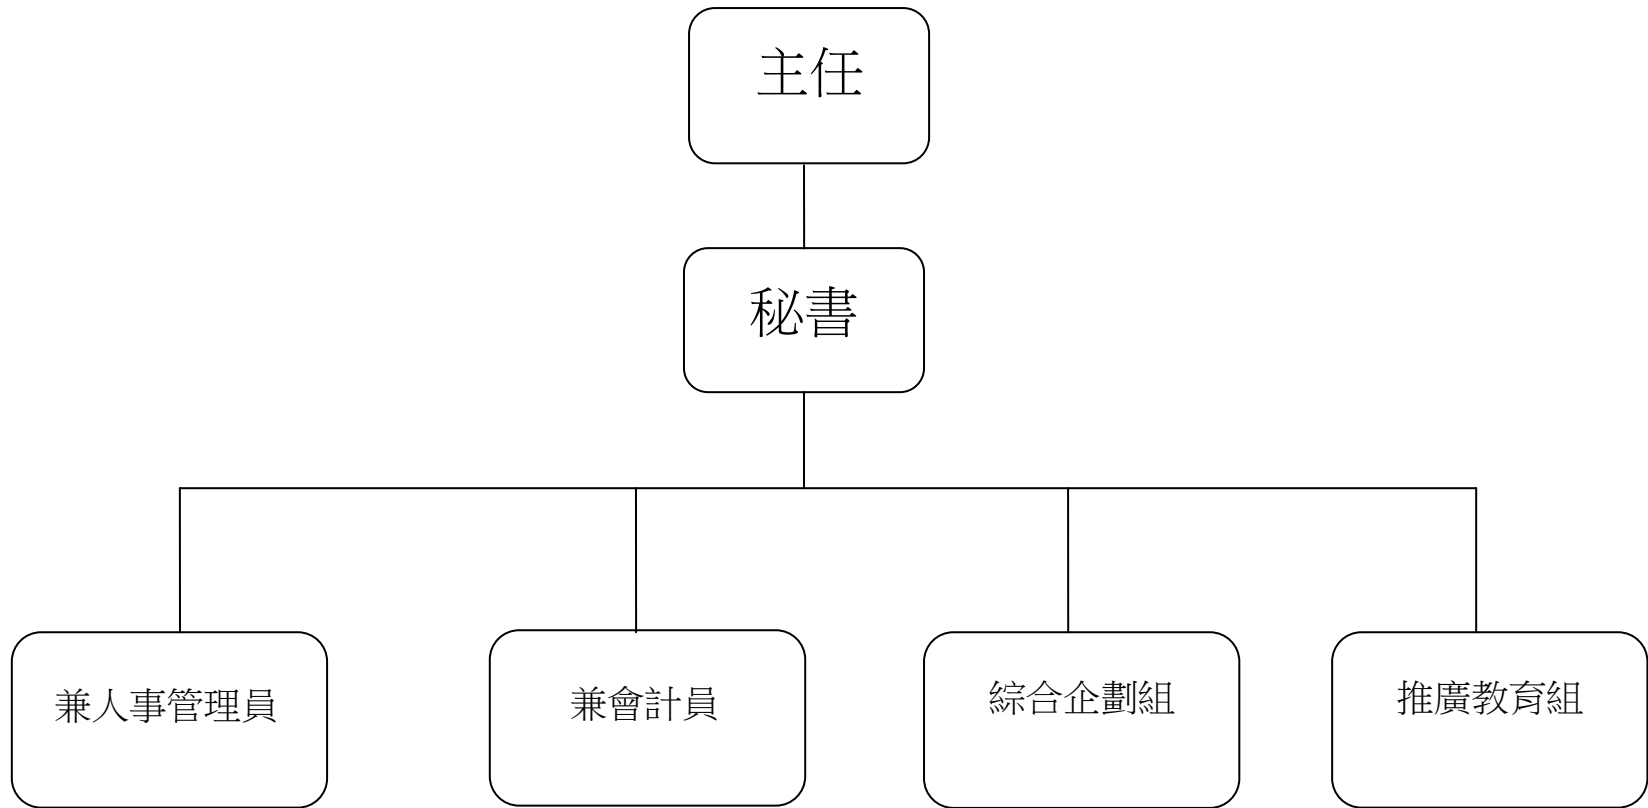 主任
秘書
兼人事管理員
兼會計員
綜合企劃組
推廣教育組